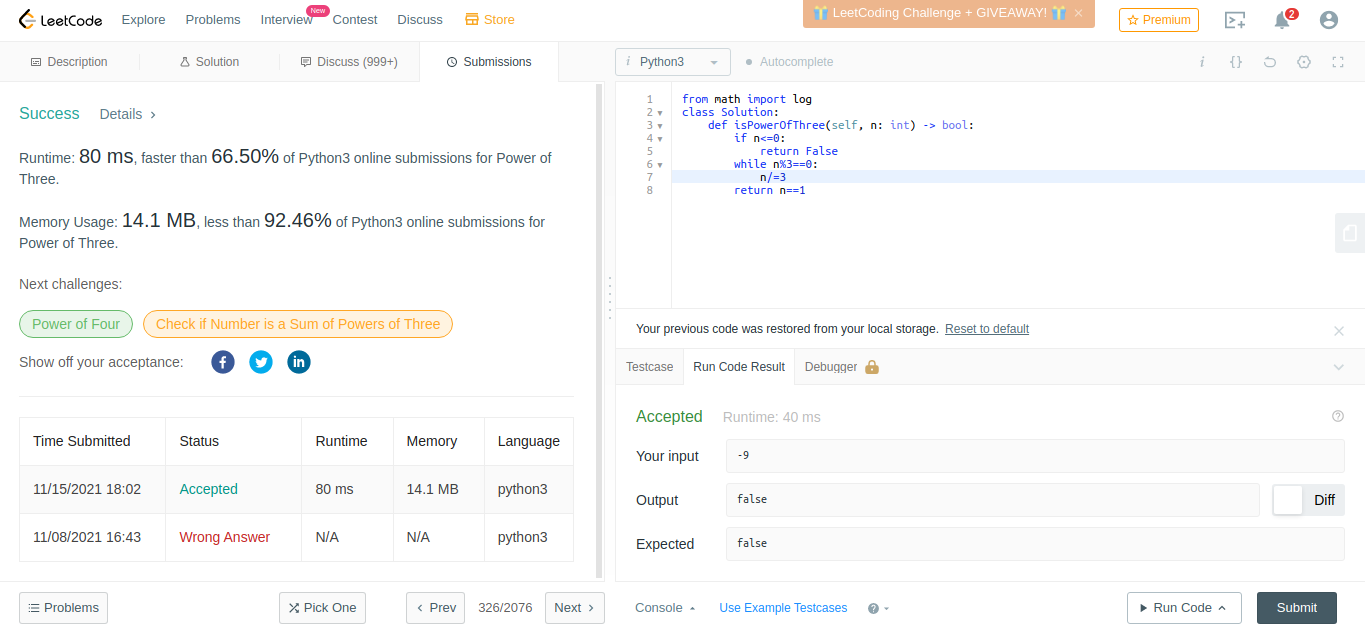 LeetCode Explore Problems Interview New Contest Discuss Store LeetCoding Challenge + GIVEAWAY! × Premium 2
Description Solution Discuss (999+) Submissions
i Python3 Autocomplete i {}
Success Details
Runtime: 80 ms, faster than 66.50% of Python3 online submissions for Power of
Three.
Memory Usage: 14.1 MB, less than 92.46% of Python3 online submissions for
Power of Three.
Next challenges:
Power of Four Check if Number is a Sum of Powers of Three
Show off your acceptance:
Time Submitted Status Runtime Memory Language
11/15/2021 18:02 Accepted 80 ms 14.1 MB python3
11/08/2021 16:43 Wrong Answer N/A N/A python3
Problems Pick One Prev 326/2076 Next
1 from math import log
2 class Solution:
3 def isPowerOfThree(self, n: int) -> bool:
4 if n<=0:
5 return False
6 while n%3==0:
7 n/=3
8 return n==1
Your previous code was restored from your local storage. Reset to default
Testcase Run Code Result Debugger
Accepted Runtime: 40 ms
Your input -9
Output false Diff
Expected false
Console Use Example Testcases ? Run Code Submit